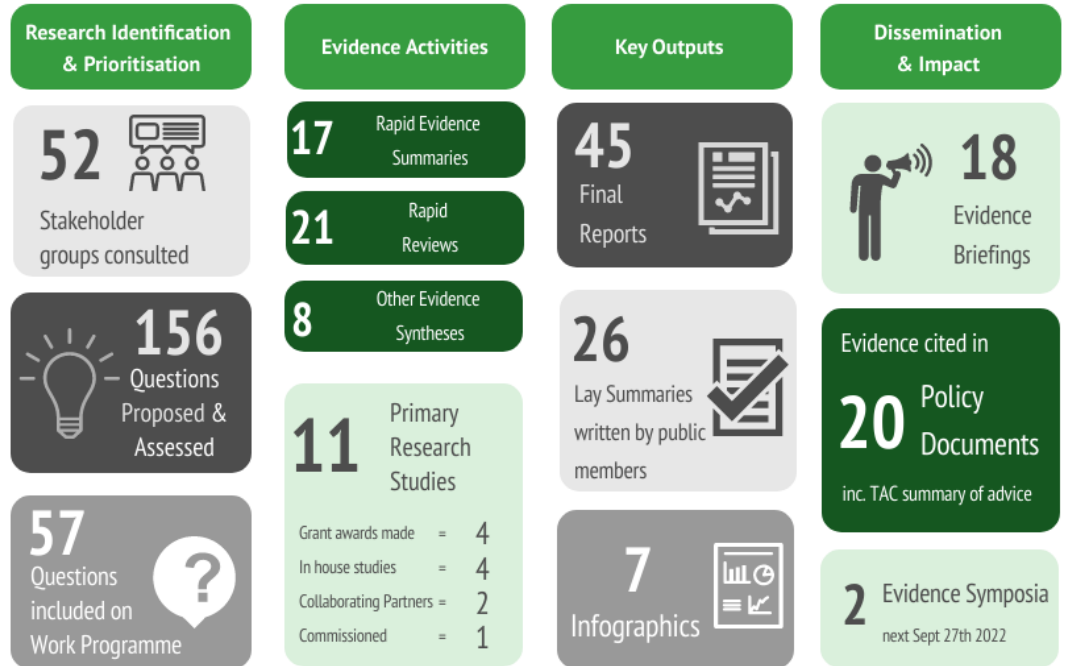 Research Identification
& Prioritisation
52
Stakeholder
groups consulted
156
Questions
Proposed &
Assessed
57
Questions
included on
Work Programme
?
Evidence Activities
17
Rapid Evidence
Summaries
21
Rapid
Reviews
8
Other Evidence
Syntheses
11
Primary
Research
Studies
Grant awards made = 4
In house studies = 4
Collaborating Partners = 2
Commissioned = 1
Key Outputs
45
Final
Reports
26
Lay Summaries
written by public
members
7
Infographics
Dissemination
& Impact
18
Evidence
Briefings
Evidence cited in
20 Policy
Documents
inc. TAC summary of advice
2 Evidence Symposia
next Sept 27th 2022